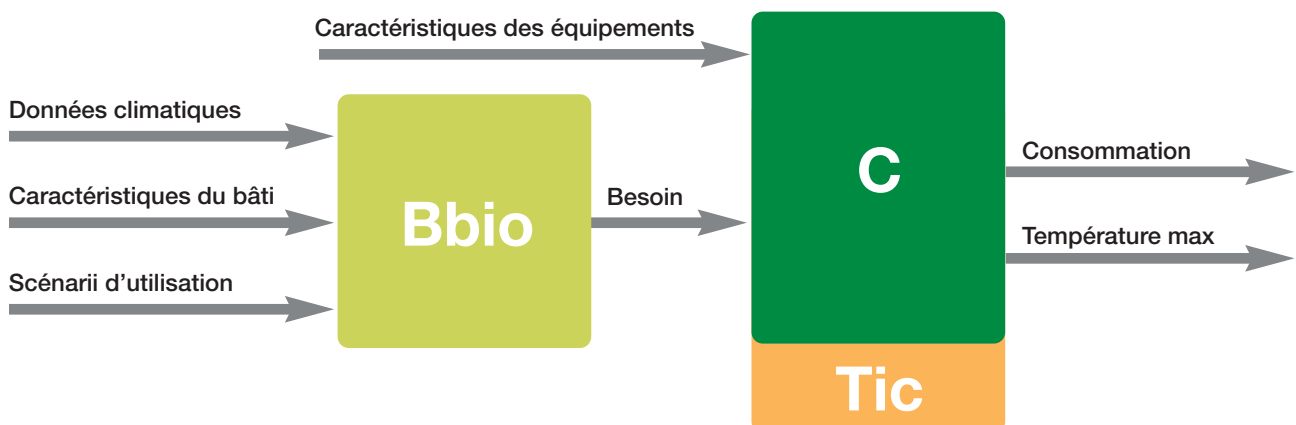 Caractéristiques des équipements
Données climatiques
Caractéristiques du bâti
Scénarii d'utilisation
Bbio
Besoin
C
Tic
Consommation
Température max